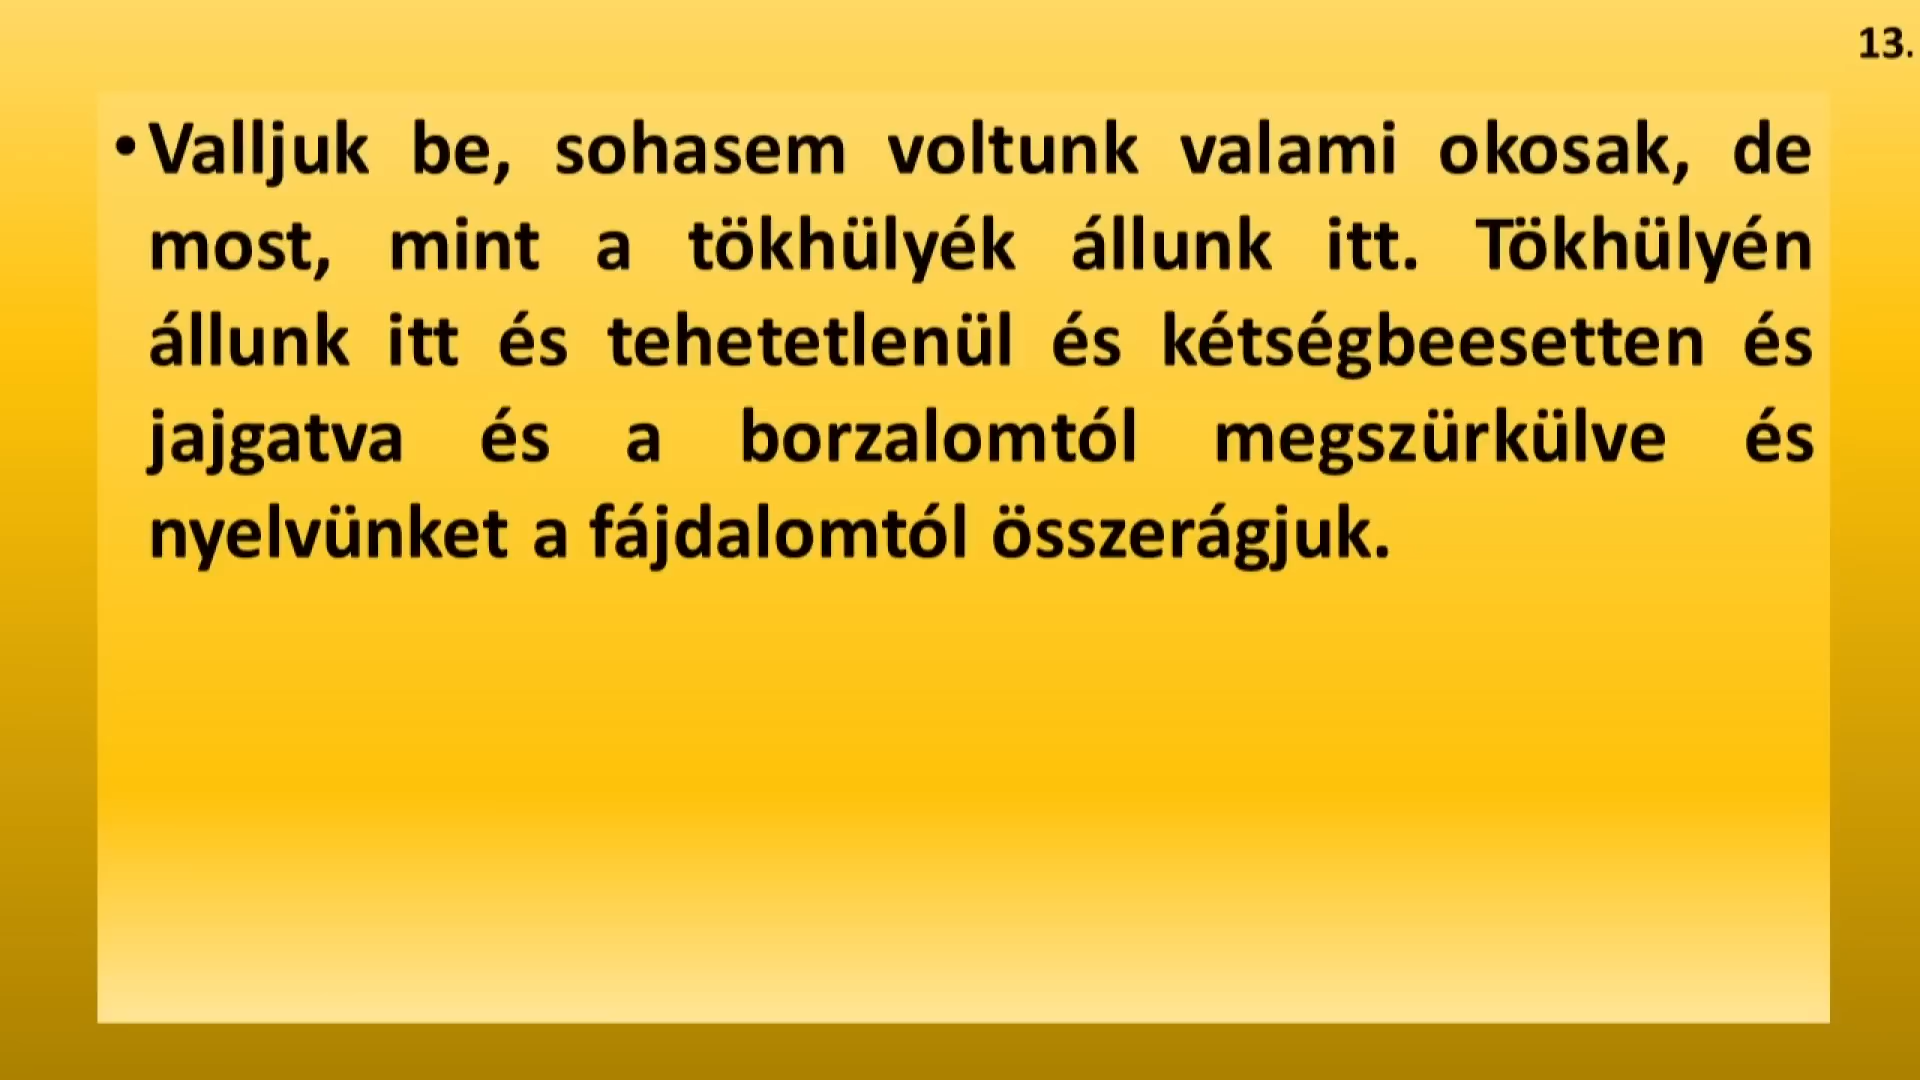 13.
• Valljuk be, sohasem voltunk valami okosak, de
most, mint a tökhülyék állunk itt. Tökhülyén
állunk itt és tehetetlenül és kétségbeesetten és
jajgatva és a borzalomtól megszürkülve és
nyelvünket a fájdalomtól összerágjuk.